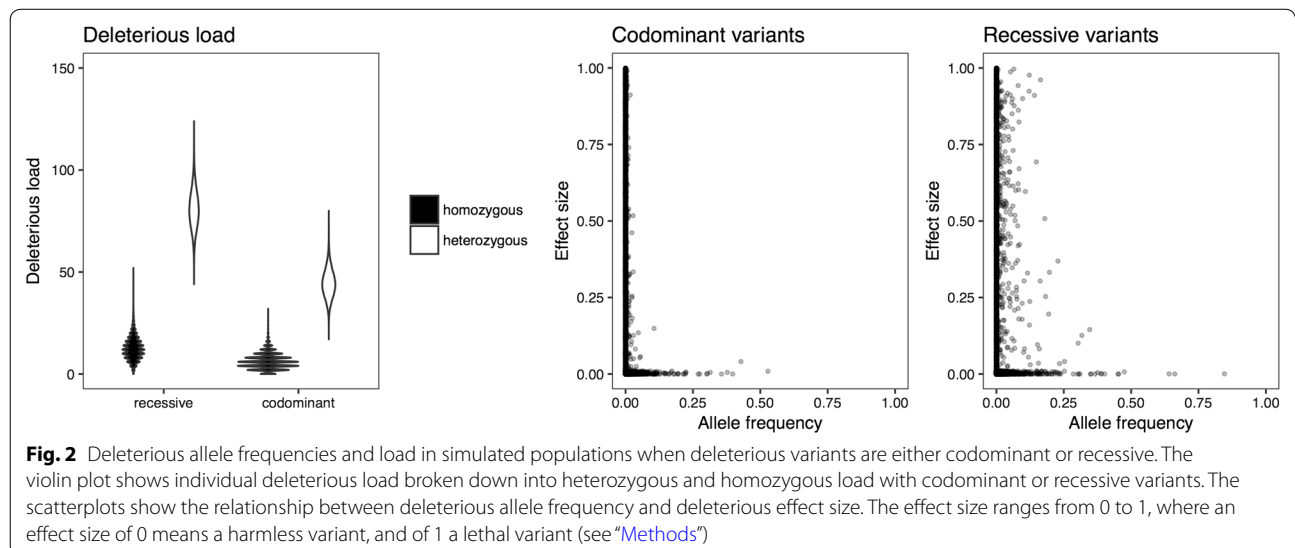 Deleterious load
150
100
50
0
Deleterious load
recessive
codominant
homozygous
heterozygous
Codominant variants
1.00
0.75
0.50
0.25
0.00
Effect size
0.00 0.25 0.50 0.75 1.00
Allele frequency
Recessive variants
1.00
0.75
0.50
0.25
0.00
Effect size
0.00 0.25 0.50 0.75 1.00
Allele frequency
Fig. 2 Deleterious allele frequencies and load in simulated populations when deleterious variants are either codominant or recessive. The
violin plot shows individual deleterious load broken down into heterozygous and homozygous load with codominant or recessive variants. The
scatterplots show the relationship between deleterious allele frequency and deleterious effect size. The effect size ranges from 0 to 1, where an
effect size of 0 means a harmless variant, and of 1 a lethal variant (see “Methods”)